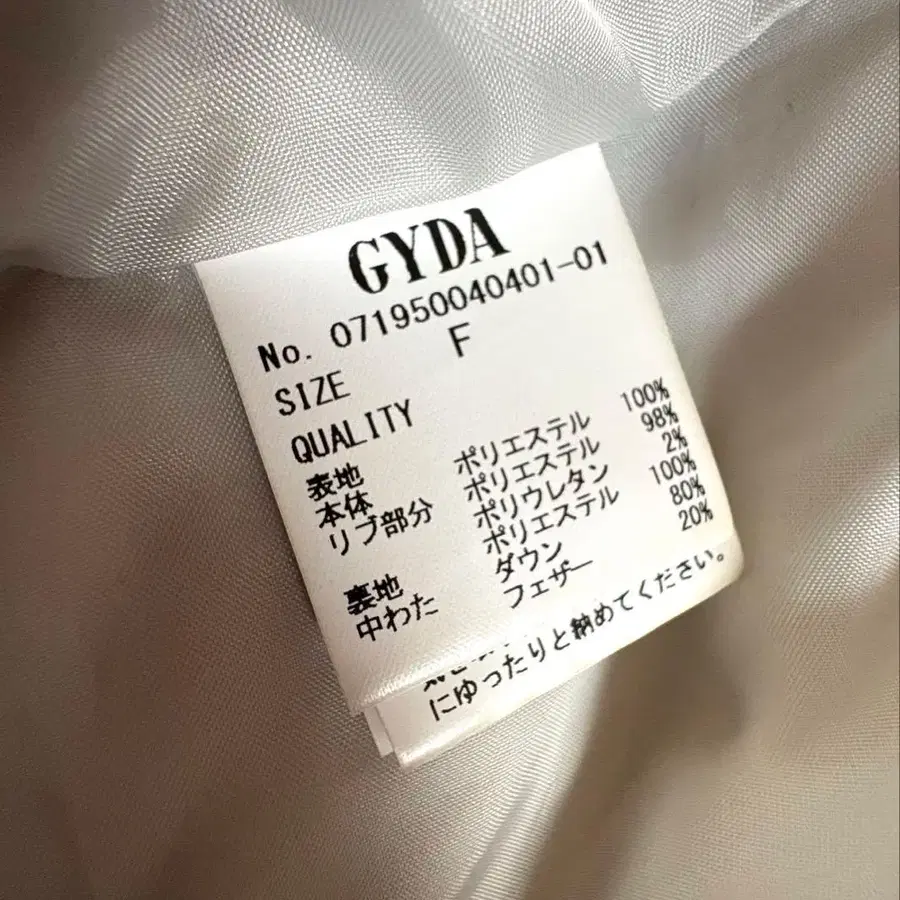 GYDA
No. 071950040401-01
SIZE F
QUALITY
表地
本体 ポリエステル 100%
リブ部分 ポリエステル 98%
ポリウレタン 2%
裏地 ポリエステル 100%
中わた ダウン 80%
フェザー 20%
にゆったりと納めてください。